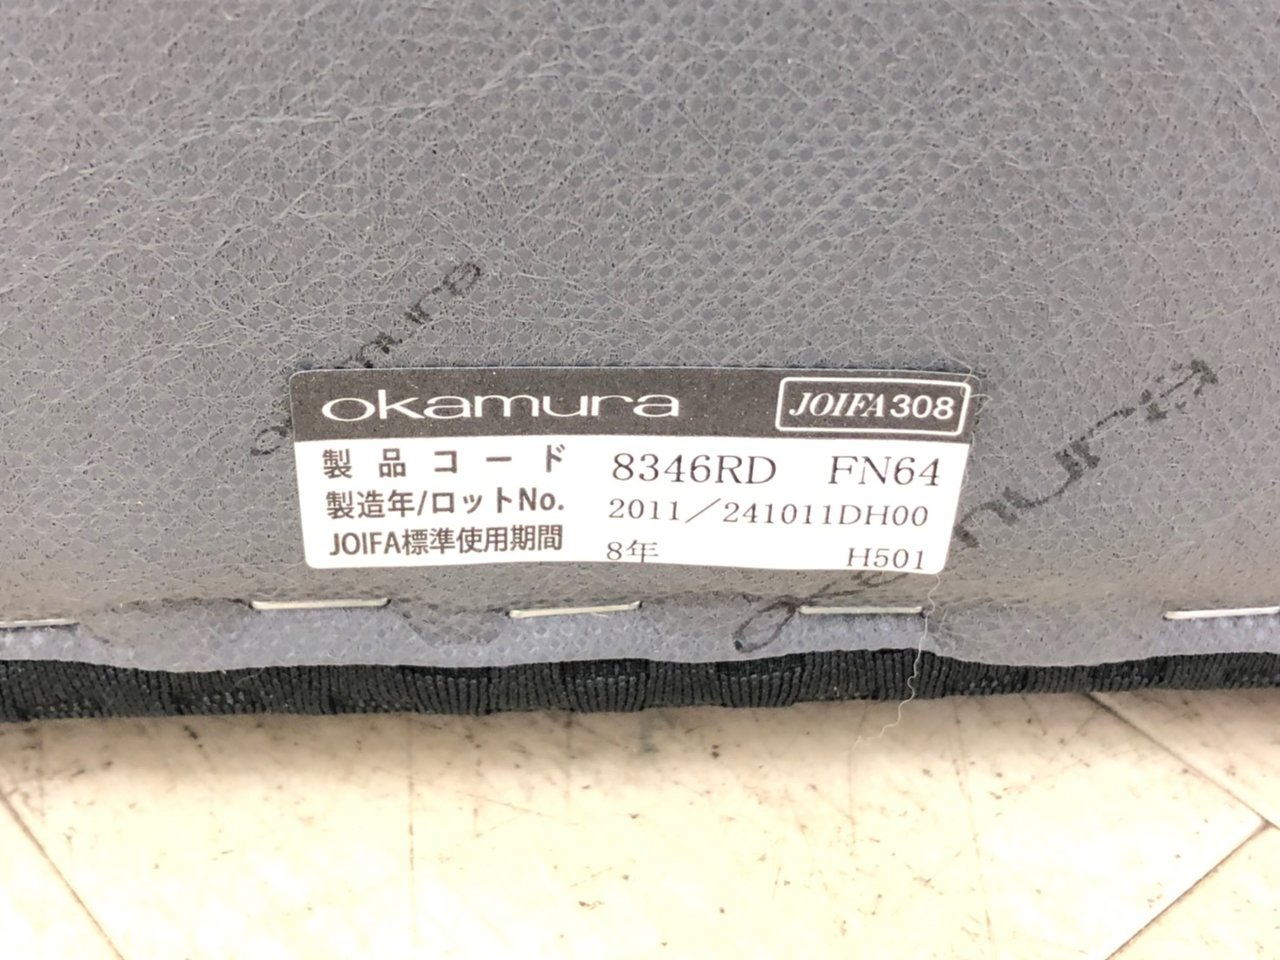 okamura JOIFA308
製品コード 8346RD FN64
製造年/ロットNo. 2011／241011DH00
JOIFA標準使用期間 8年 H501